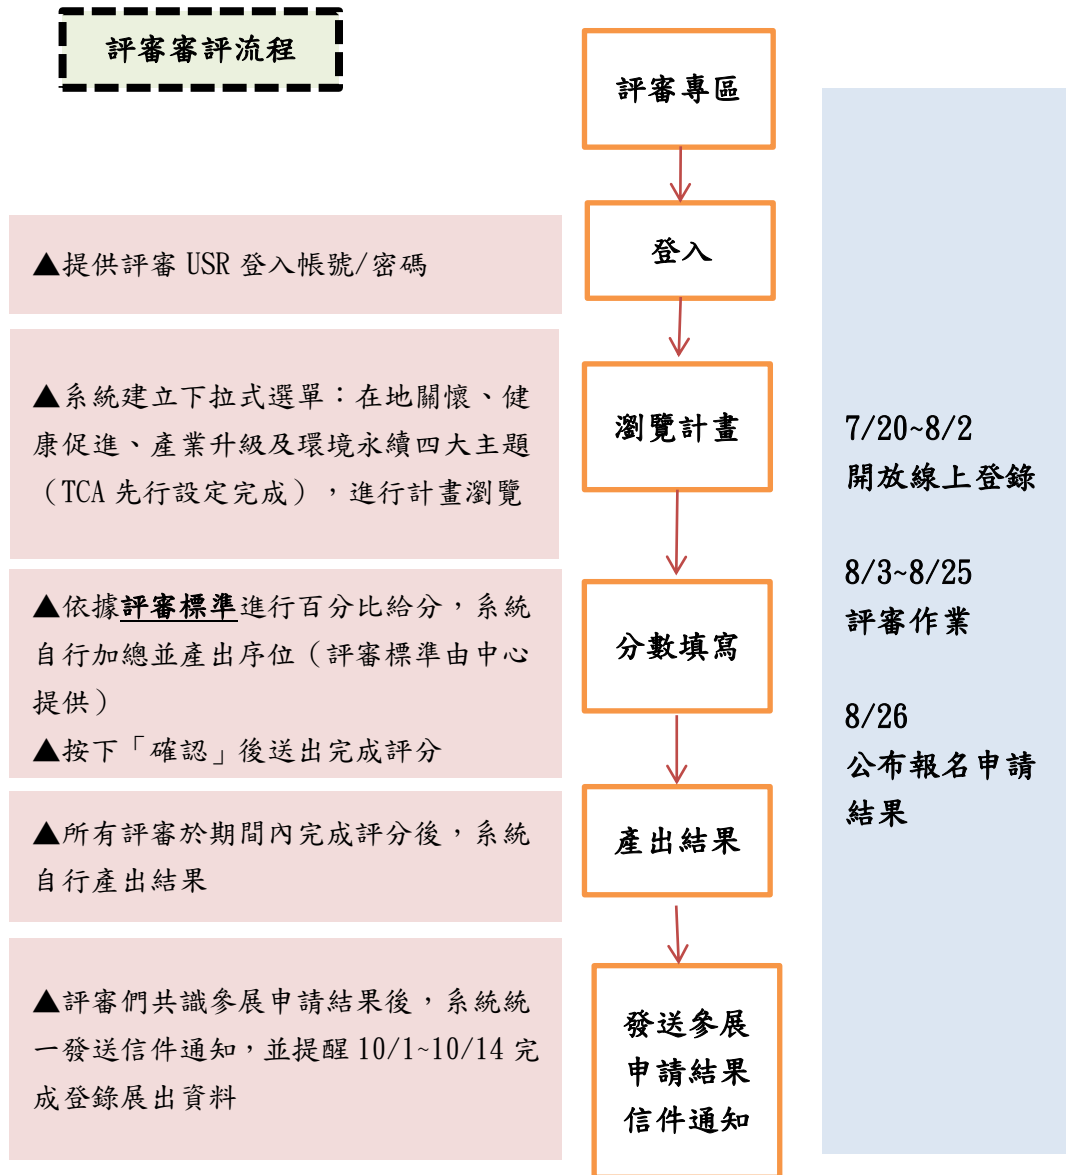 評審審評流程
評審專區
登入
▲提供評審 USR 登入帳號/密碼
瀏覽計畫
▲系統建立下拉式選單：在地關懷、健
康促進、產業升級及環境永續四大主題
（TCA 先行設定完成），進行計畫瀏覽
分數填寫
▲依據評審標準進行百分比給分，系統
自行加總並產出序位（評審標準由中心
提供）
▲按下「確認」後送出完成評分
產出結果
▲所有評審於期間內完成評分後，系統
自行產出結果
發送參展
申請結果
信件通知
▲評審們共識參展申請結果後，系統統
一發送信件通知，並提醒 10/1~10/14 完
成登錄展出資料
7/20~8/2
開放線上登錄
8/3~8/25
評審作業
8/26
公布報名申請
結果